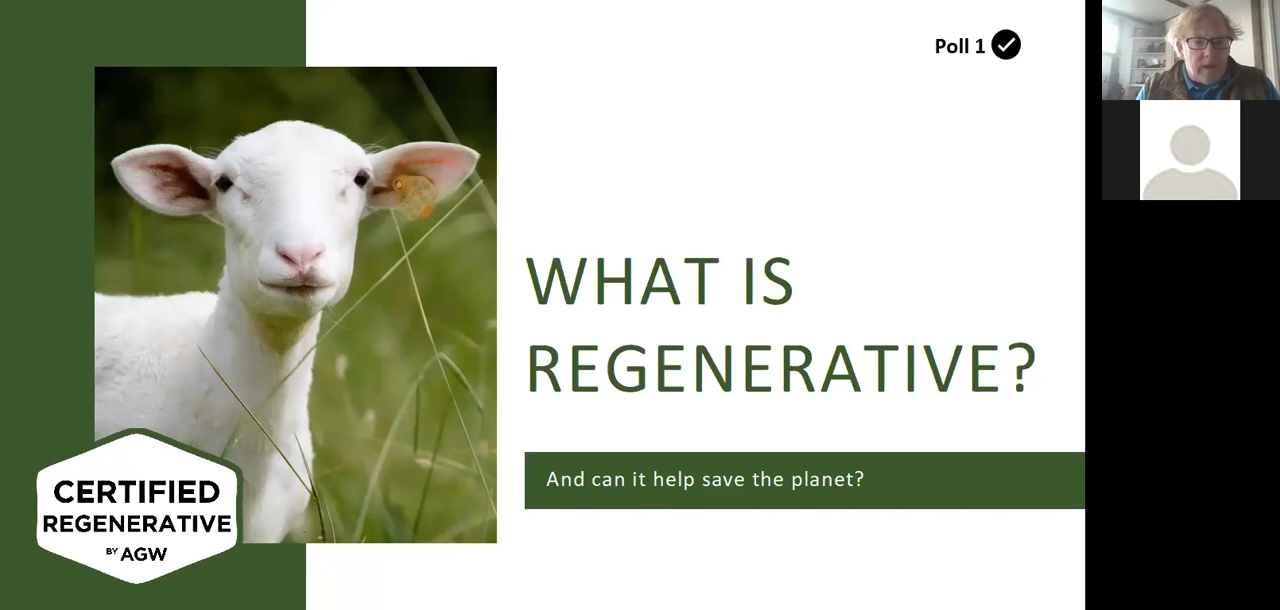 Poll 1
WHAT IS
REGENERATIVE?
And can it help save the planet?
CERTIFIED
REGENERATIVE
BY AGW